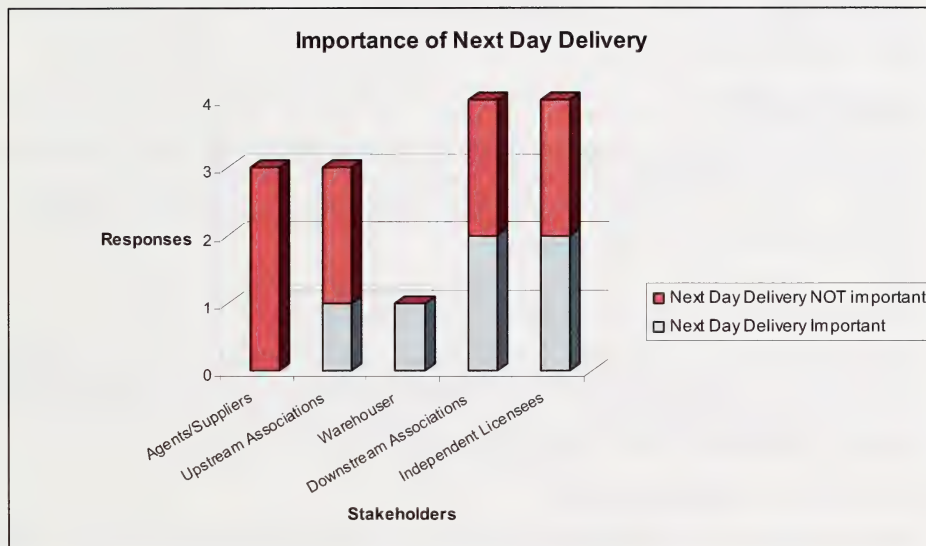 Importance of Next Day Delivery
4
3
Responses
2
1
0
Agents/Suppliers
Upstream Associations
Warehouser
Downstream Associations
Independent Licensees
Stakeholders
Next Day Delivery NOT important
Next Day Delivery Important